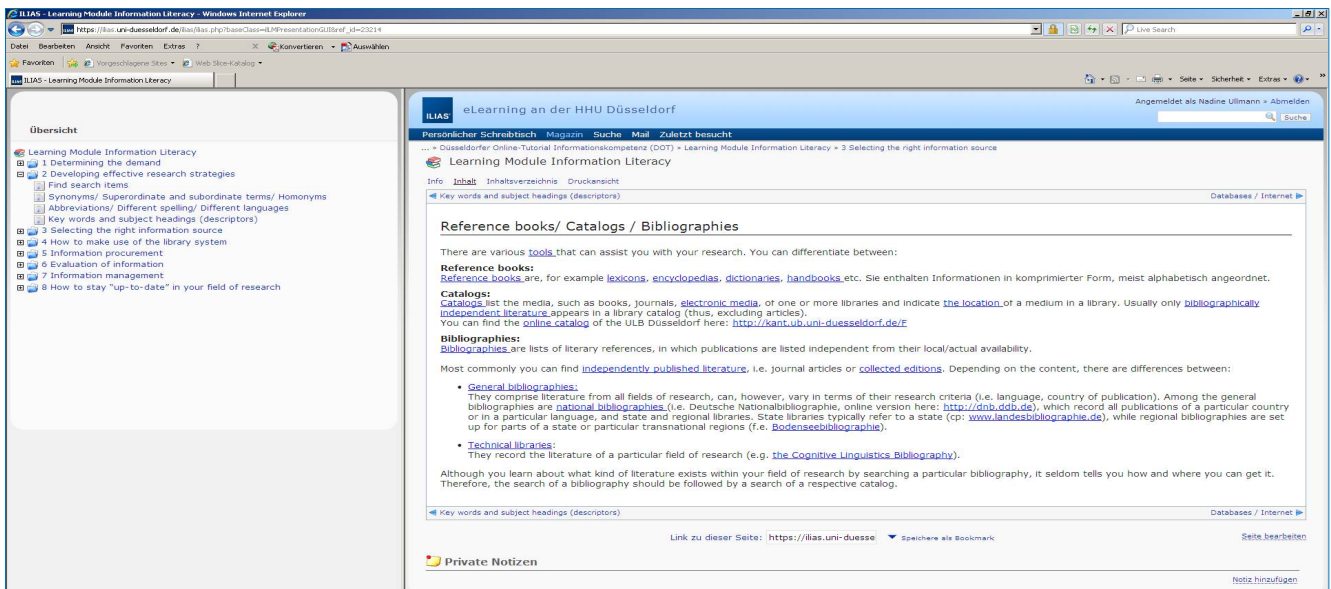 ILIAS - Learning Module Information Literacy - Windows Internet Explorer
https://ilias.uni-duesseldorf.de/ilias/ilias.php?baseClass=ilLMPresentationGUI&ref_id=23214
Live Search
Datei Bearbeiten Ansicht Favoriten Extras ?
Konvertieren Auswählen
Favoriten Vorgeschlagene Sites Web Slice-Katalog
ILIAS - Learning Module Information Literacy
Seite Sicherheit Extras
Übersicht
Learning Module Information Literacy
1 Determining the demand
2 Developing effective research strategies
Find search items
Synonyms/ Superordinate and subordinate terms/ Homonyms
Abbreviations/ Different spelling/ Different languages
Key words and subject headings (descriptors)
3 Selecting the right information source
4 How to make use of the library system
5 Information procurement
6 Evaluation of information
7 Information management
8 How to stay "up-to-date" in your field of research
ILIAS eLearning an der HHU Düsseldorf
Angemeldet als Nadine Ullmann » Abmelden
Suche
Persönlicher Schreibtisch Magazin Suche Mail Zuletzt besucht
... » Düsseldorfer Online-Tutorial Informationskompetenz (DOT) » Learning Module Information Literacy » 3 Selecting the right information source
Learning Module Information Literacy
Info Inhalt Inhaltsverzeichnis Druckansicht
Key words and subject headings (descriptors) Databases / Internet
Reference books/ Catalogs / Bibliographies
There are various tools that can assist you with your research. You can differentiate between:
Reference books:
Reference books are, for example lexicons, encyclopedias, dictionaries, handbooks etc. Sie enthalten Informationen in komprimierter Form, meist alphabetisch angeordnet.
Catalogs:
Catalogs list the media, such as books, journals, electronic media, of one or more libraries and indicate the location of a medium in a library. Usually only bibliographically
independent literature appears in a library catalog (thus, excluding articles).
You can find the online catalog of the ULB Düsseldorf here: http://kant.ub.uni-duesseldorf.de/F
Bibliographies:
Bibliographies are lists of literary references, in which publications are listed independent from their local/actual availability.
Most commonly you can find independently published literature, i.e. journal articles or collected editions. Depending on the content, there are differences between:
• General bibliographies:
They comprise literature from all fields of research, can, however, vary in terms of their research criteria (i.e. language, country of publication). Among the general
bibliographies are national bibliographies (i.e. Deutsche Nationalbibliographie, online version here: http://dnb.ddb.de), which record all publications of a particular country
or in a particular language, and state and regional libraries. State libraries typically refer to a state (cp: www.landesbibliographie.de), while regional bibliographies are set
up for parts of a state or particular transnational regions (f.e. Bodenseebibliographie).
• Technical libraries:
They record the literature of a particular field of research (e.g. the Cognitive Linguistics Bibliography).
Although you learn about what kind of literature exists within your field of research by searching a particular bibliography, it seldom tells you how and where you can get it.
Therefore, the search of a bibliography should be followed by a search of a respective catalog.
Key words and subject headings (descriptors) Databases / Internet
Link zu dieser Seite: https://ilias.uni-duesse Speichere als Bookmark Seite bearbeiten
Private Notizen
Notiz hinzufügen